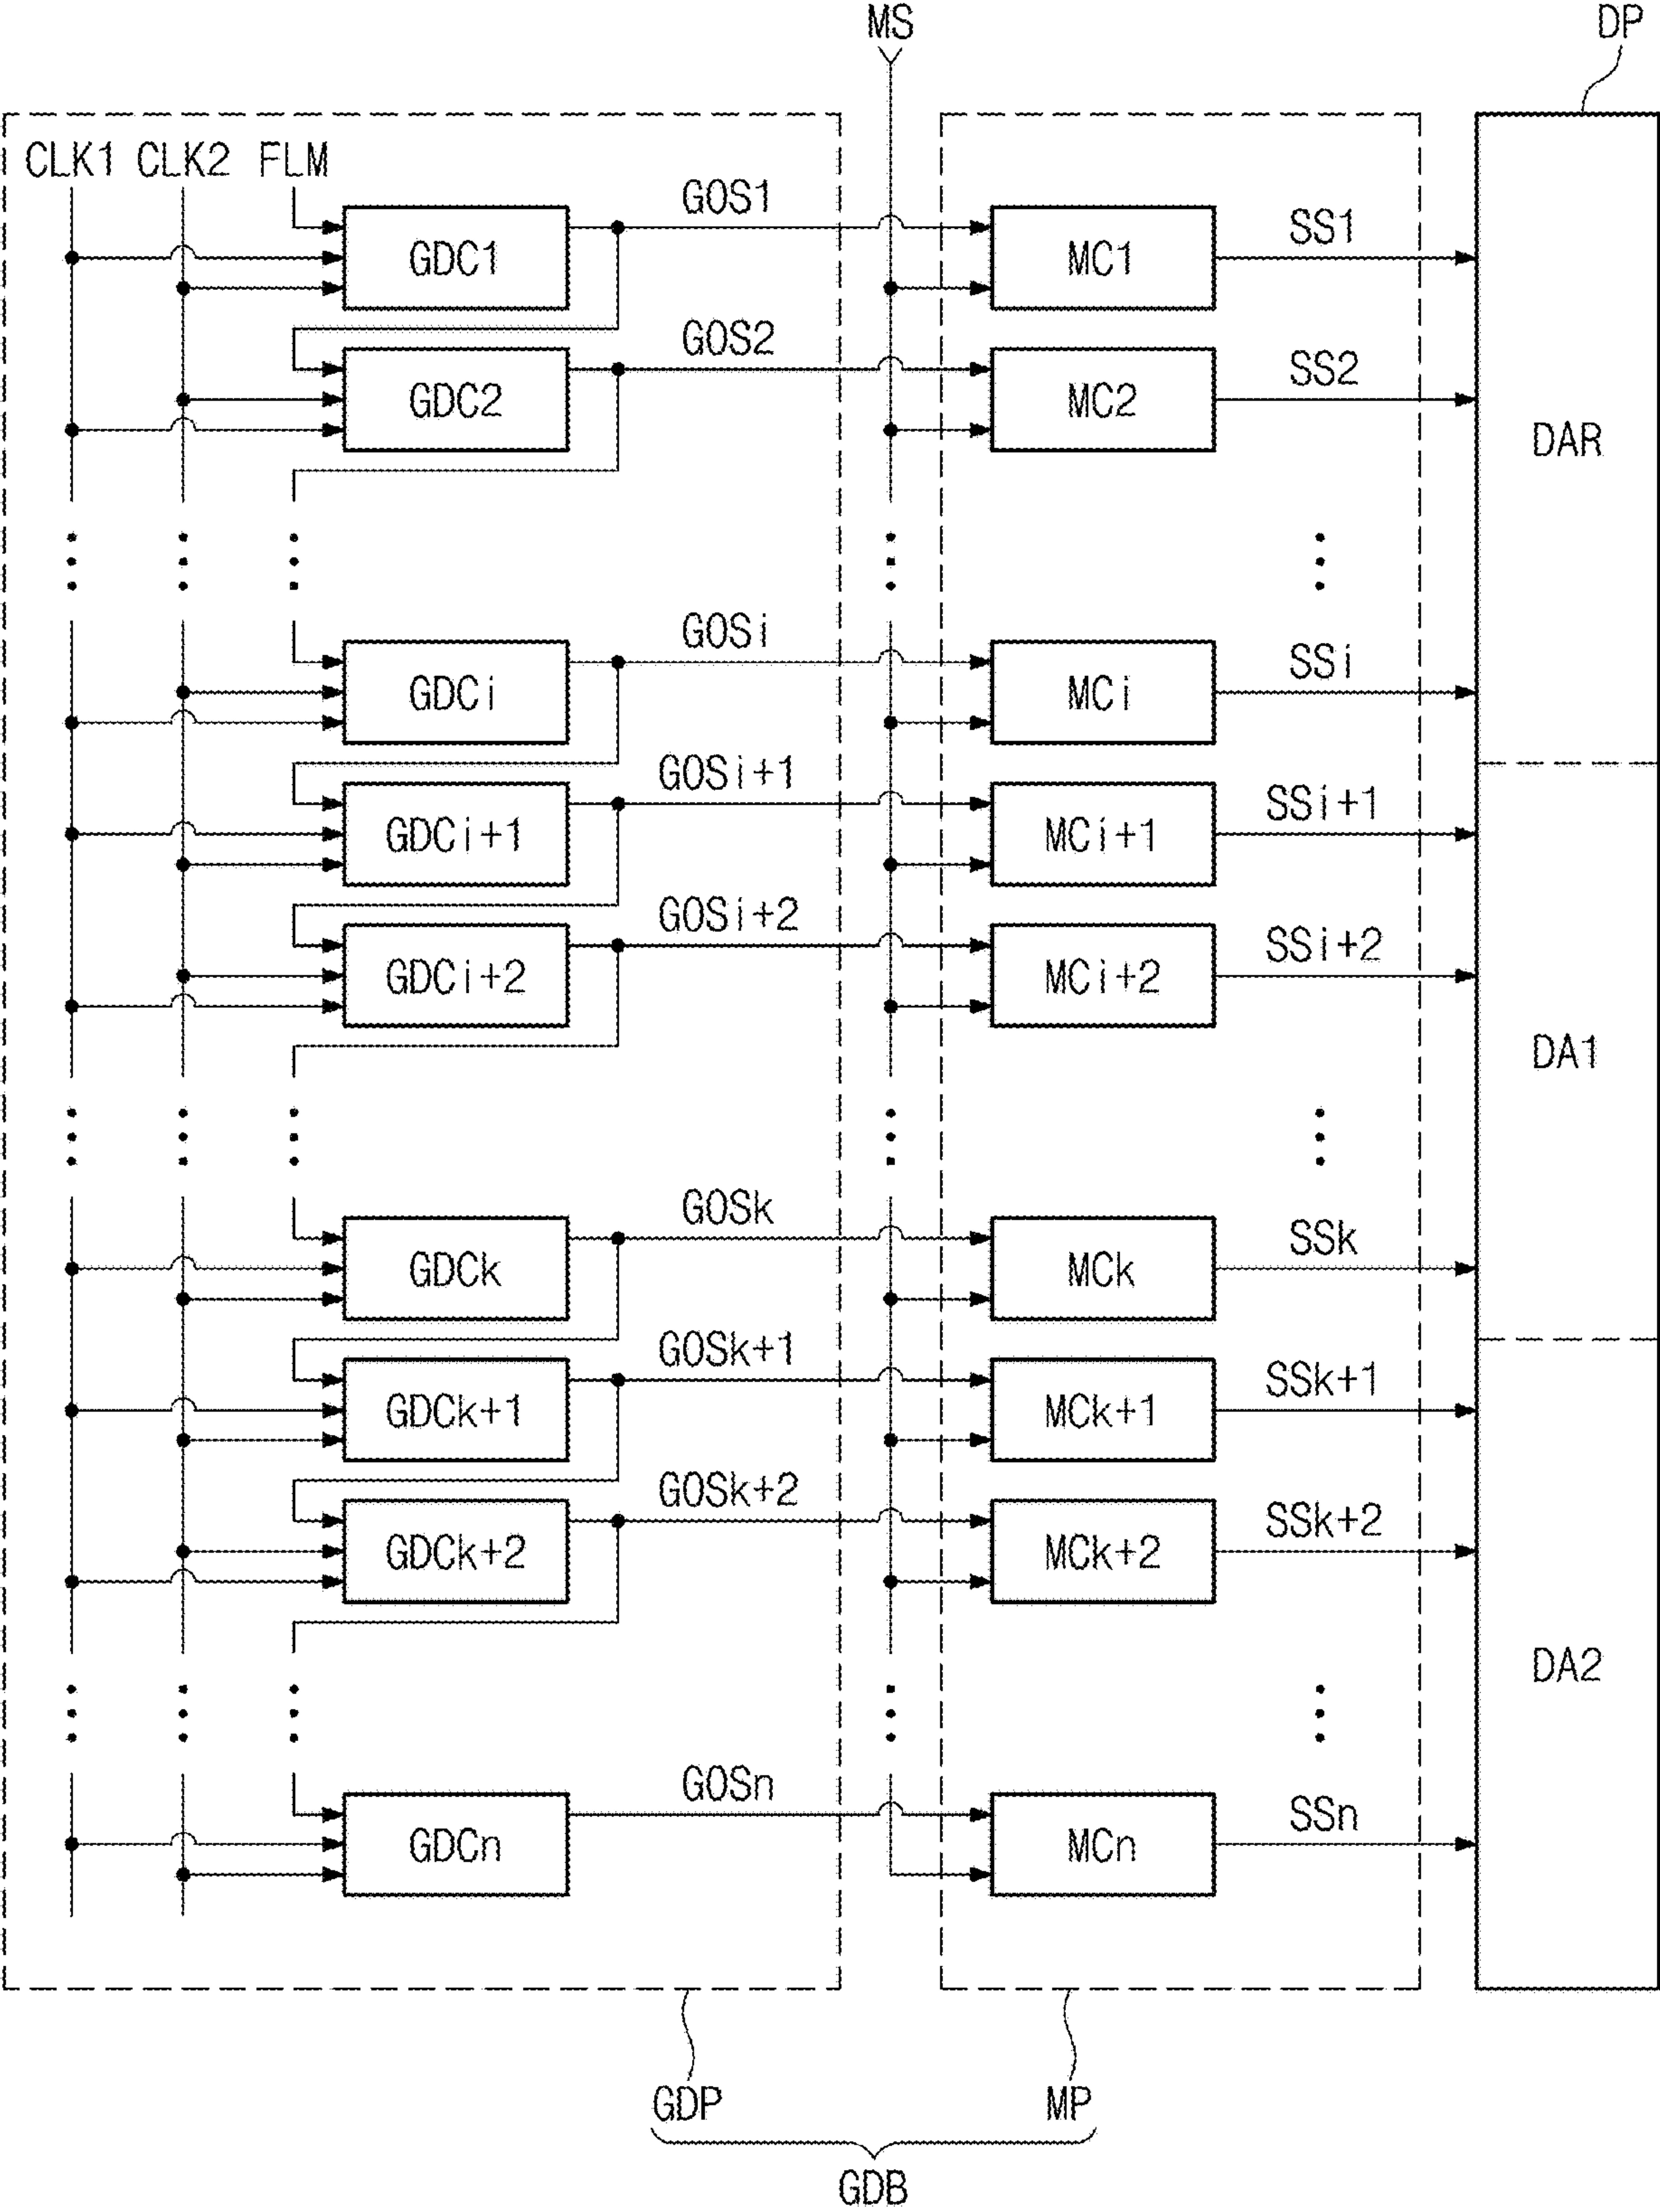 MS
DP
CLK1 CLK2 FLM
GOS1
GDC1
MC1
SS1
GOS2
GDC2
MC2
SS2
DAR
GOSi
GDCi
MCi
SSi
GOSi+1
GDCi+1
MCi+1
SSi+1
GOSi+2
GDCi+2
MCi+2
SSi+2
DA1
GOSk
GDCk
MCk
SSk
GOSk+1
GDCk+1
MCk+1
SSk+1
GOSk+2
GDCk+2
MCk+2
SSk+2
DA2
GOSn
GDCn
MCn
SSn
GDP
MP
GDB